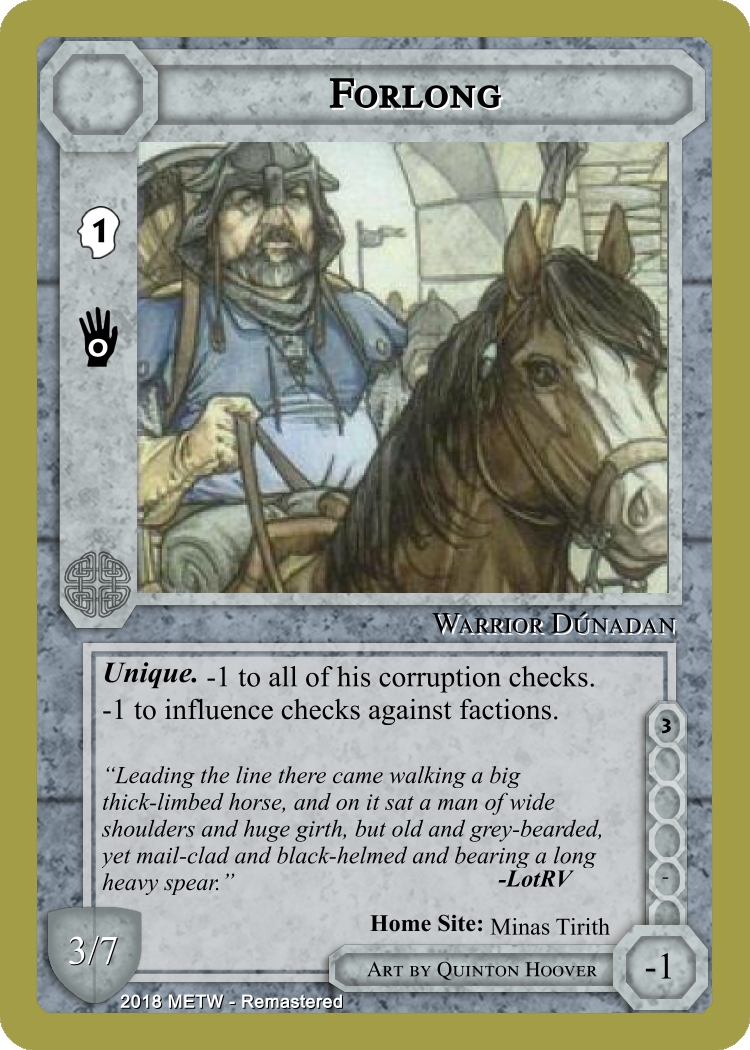 FORLONG
1
0
WARRIOR DÚNADAN
Unique. -1 to all of his corruption checks.
-1 to influence checks against factions.
3
“Leading the line there came walking a big
thick-limbed horse, and on it sat a man of wide
shoulders and huge girth, but old and grey-bearded,
yet mail-clad and black-helmed and bearing a long
heavy spear.” -LotRV
-
Home Site: Minas Tirith
3/7
ART BY QUINTON HOOVER
-1
2018 METW - Remastered